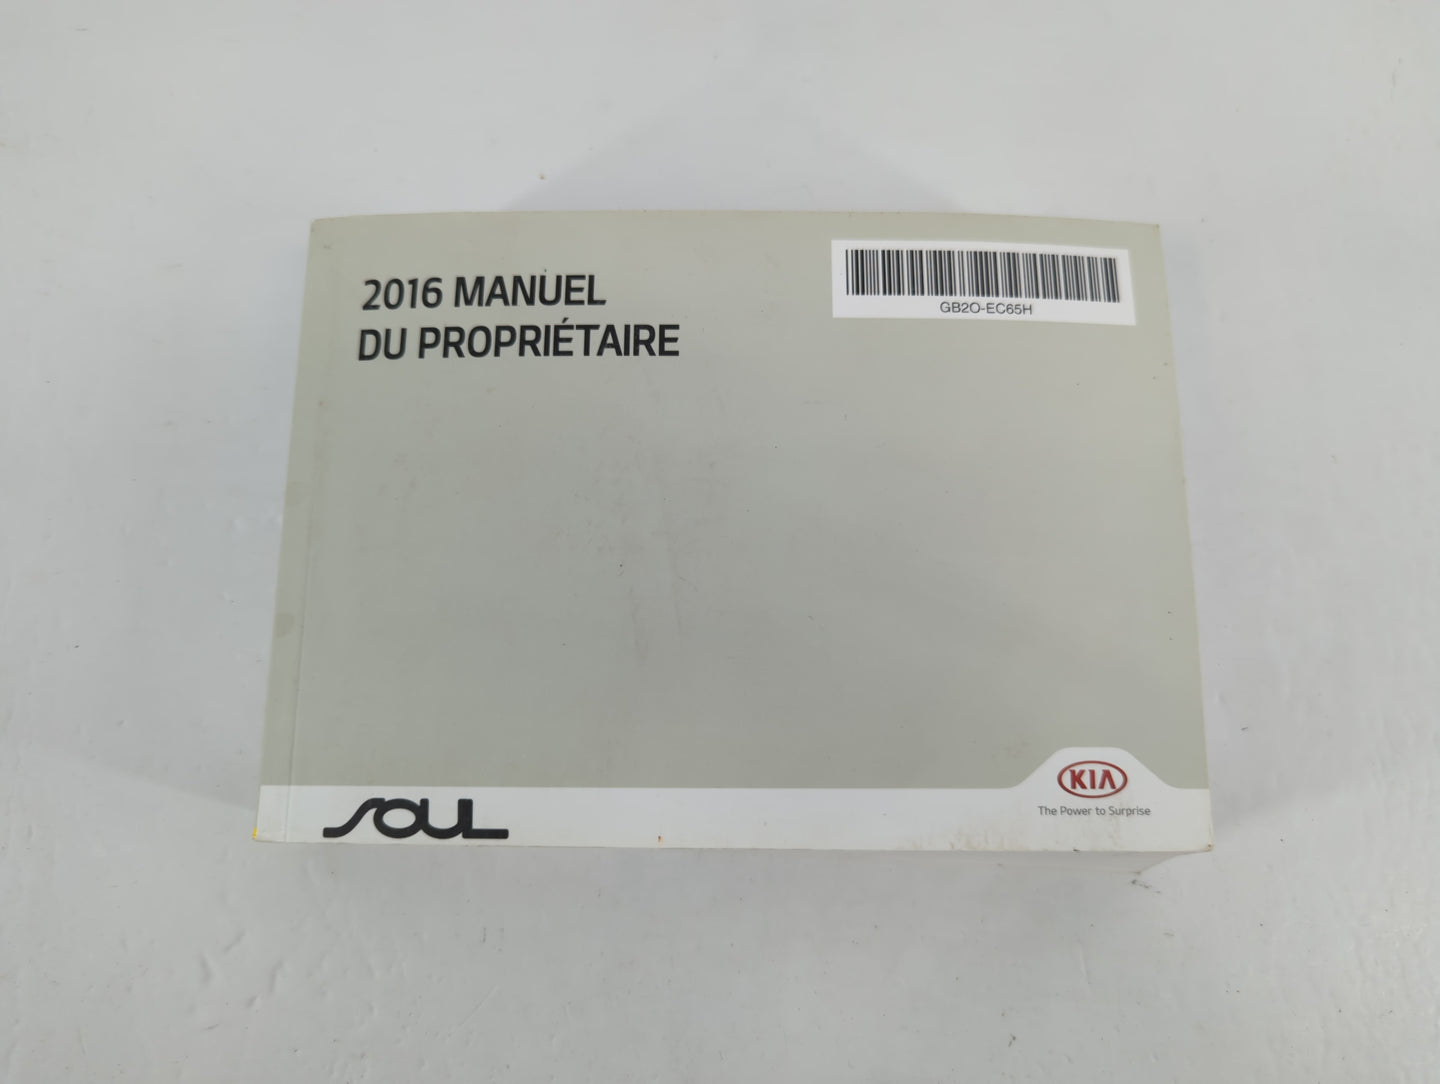 2016 MANUEL
DU PROPRIÉTAIRE
GB2O-EC65H
SOUL
KIA
The Power to Surprise